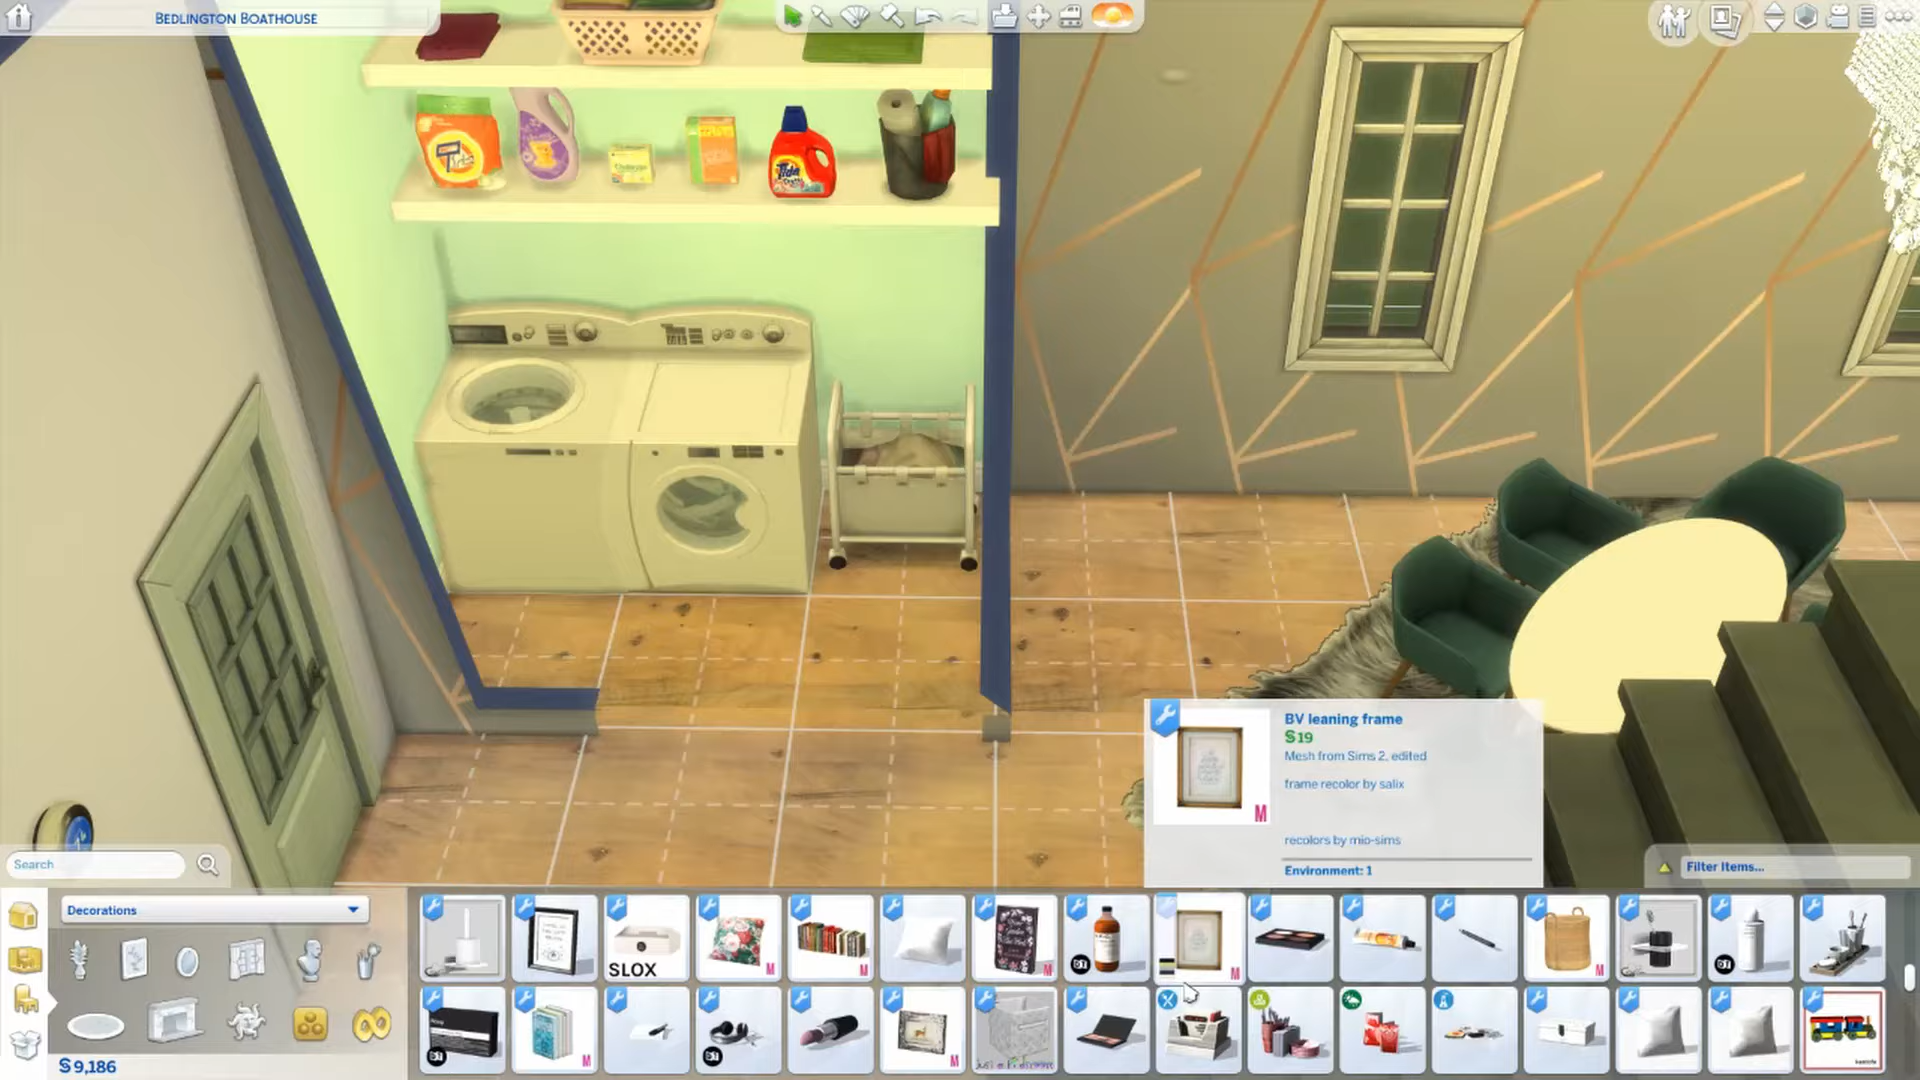 BEDLINGTON BOATHOUSE
Tide
BV leaning frame
§19
Mesh from Sims 2, edited
frame recolor by salix
M
recolors by mio-sims
Environment: 1
Search
Filter Items...
Decorations
SLOX
M
M
M
M
M
M
M
§9,186